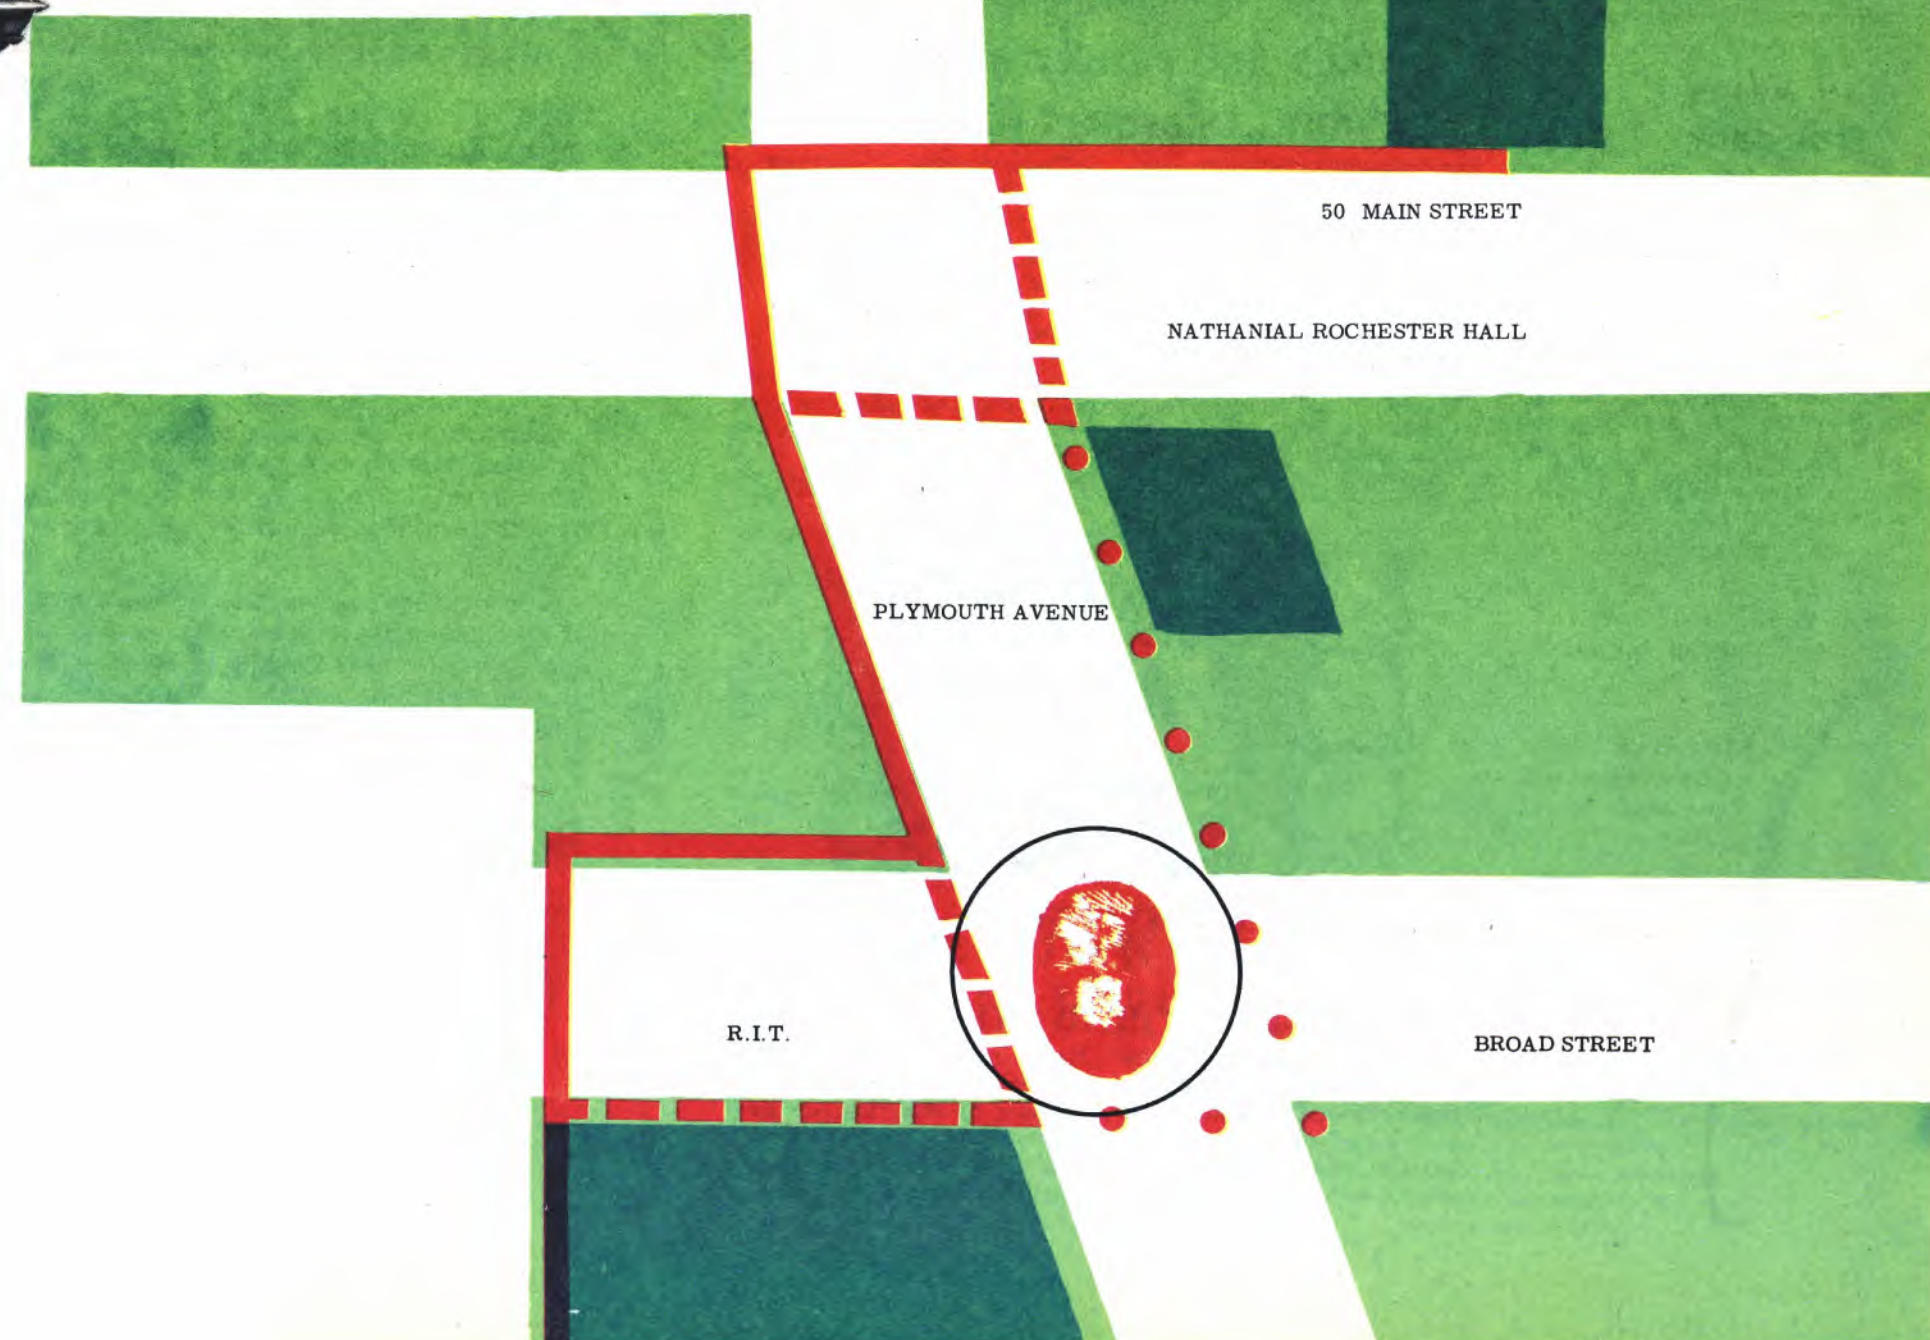 50 MAIN STREET
NATHANIAL ROCHESTER HALL
PLYMOUTH AVENUE
R.I.T.
BROAD STREET